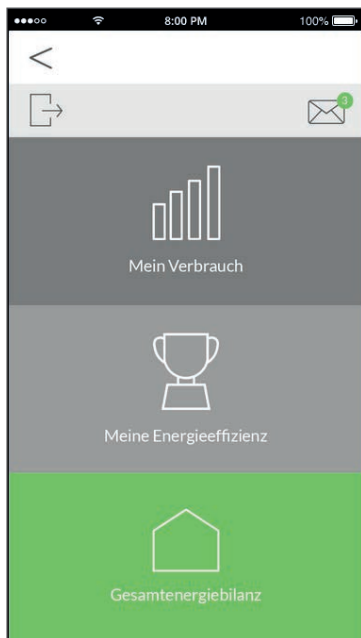 8:00 PM 100%
3
Mein Verbrauch
Meine Energieeffizienz
Gesamtenergiebilanz